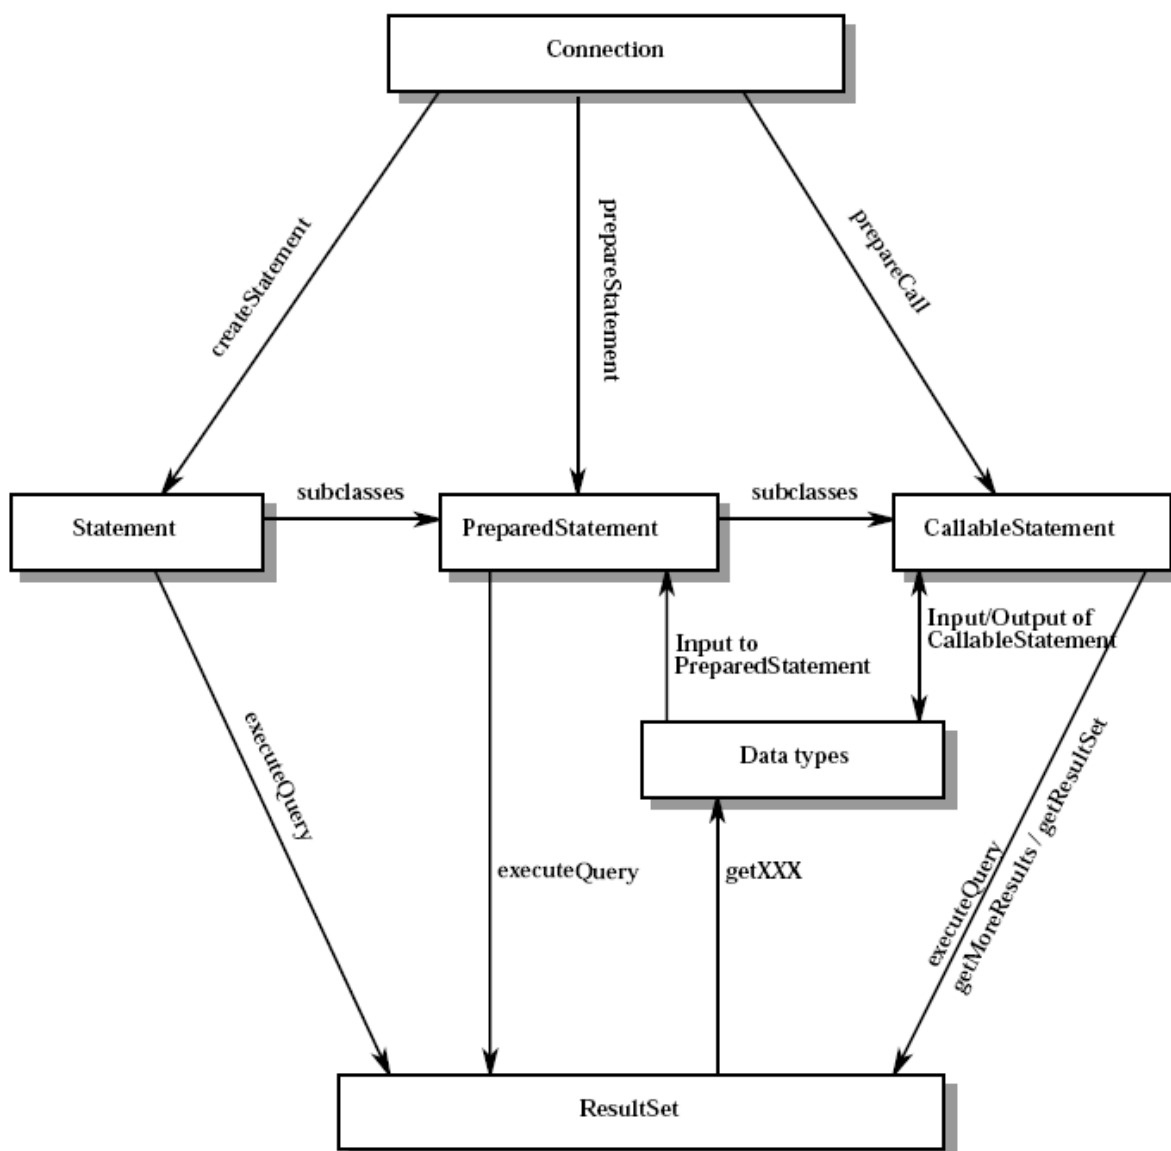 Connection
createStatement
prepareStatement
prepareCall
subclasses
subclasses
Statement
PreparedStatement
CallableStatement
Input to
PreparedStatement
Input/Output of
CallableStatement
Data types
executeQuery
executeQuery
getXXX
executeQuery
getMoreResults / getResultSet
ResultSet